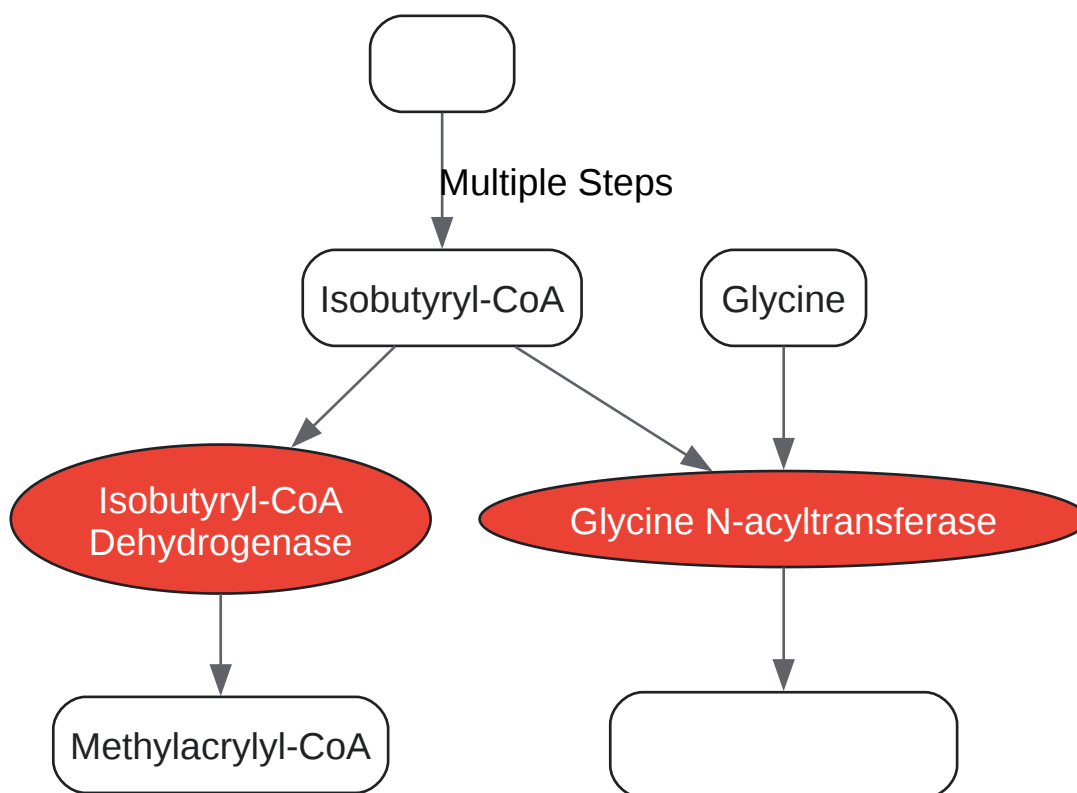 Multiple Steps
Isobutyryl-CoA
Glycine
Isobutyryl-CoA
Dehydrogenase
Glycine N-acyltransferase
Methylacrylyl-CoA